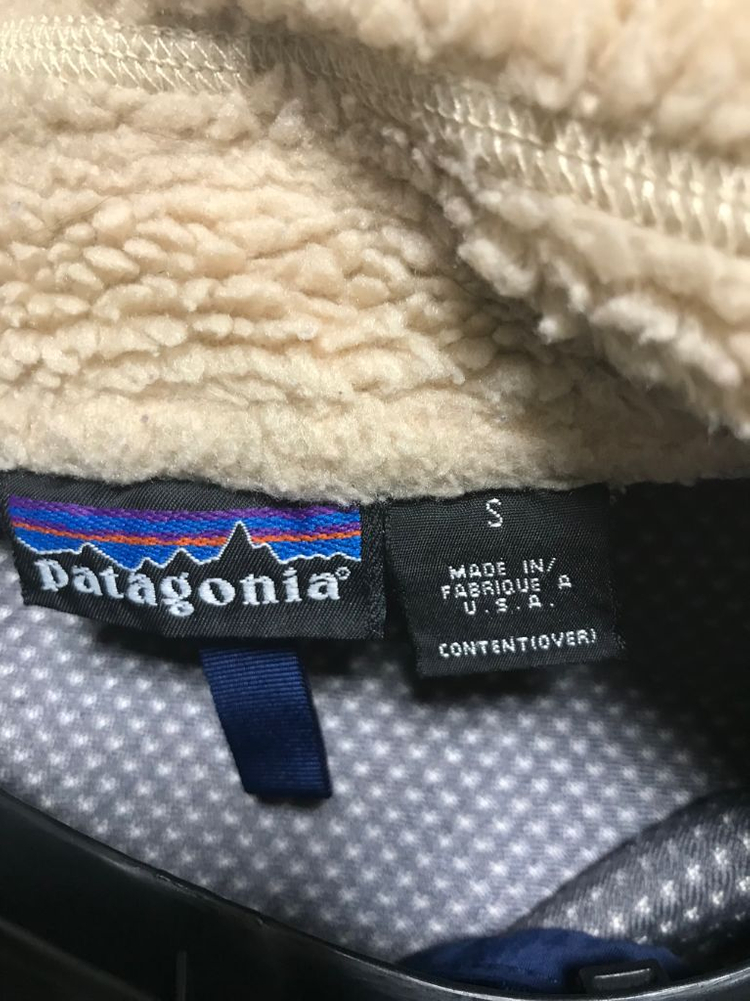 patagonia®
S
MADE IN/
FABRIQUE A
U.S.A.
CONTENT(OVER)